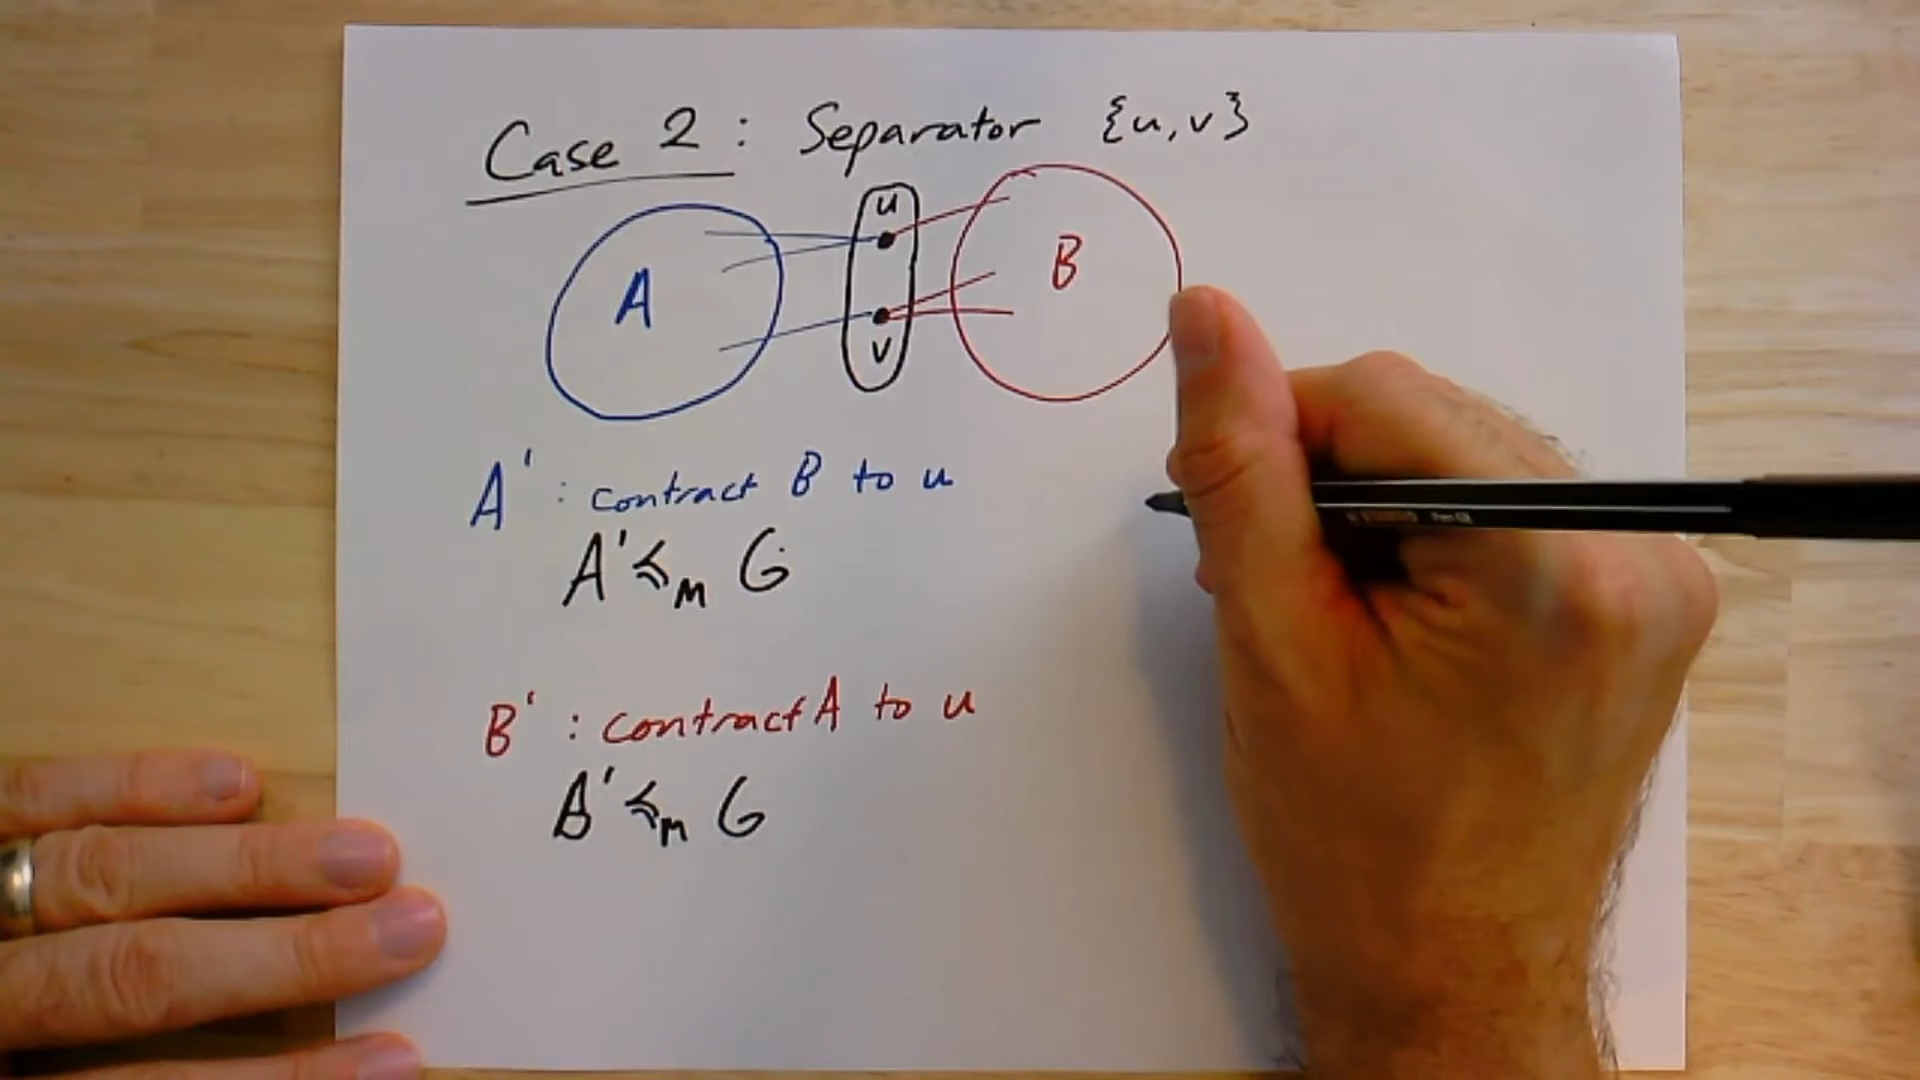 Case 2: Separator {u,v}
u
A
B
v
A' : contract B to u
A' ≼m G
B' : contract A to u
B' ≼m G